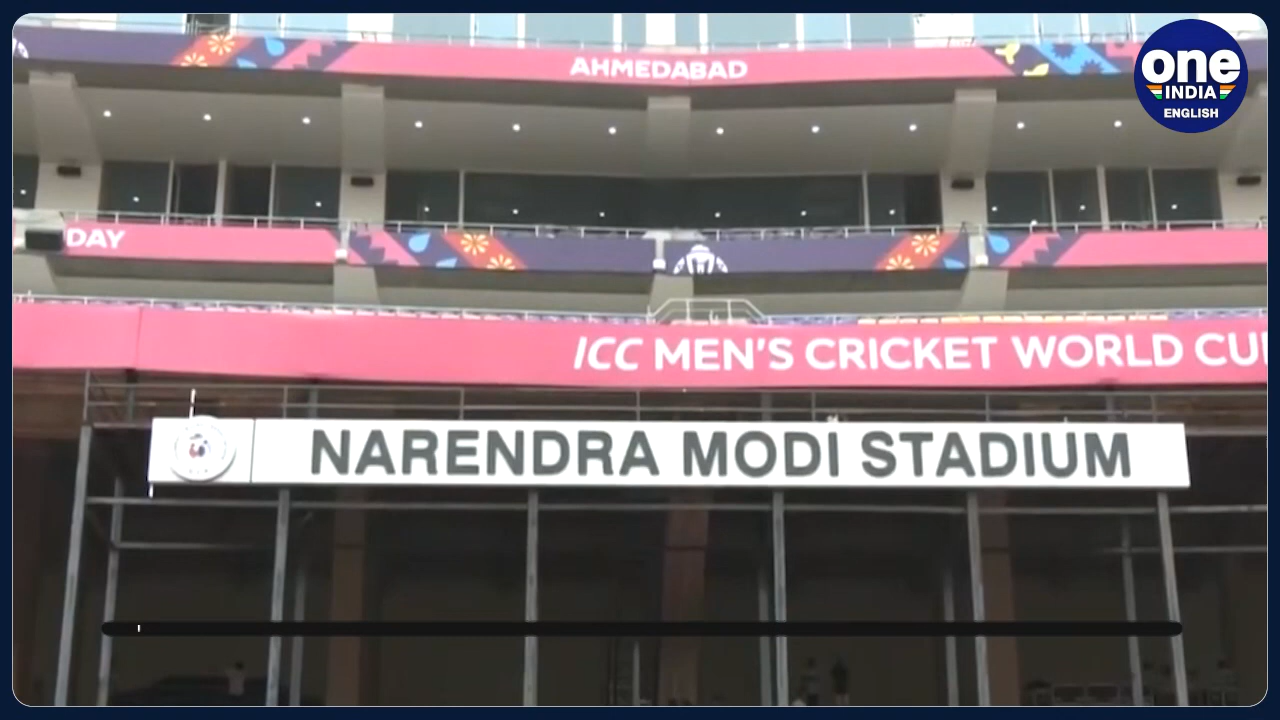 AHMEDABAD
one
INDIA
ENGLISH
DAY
ICC MEN'S CRICKET WORLD CU
NARENDRA MODI STADIUM